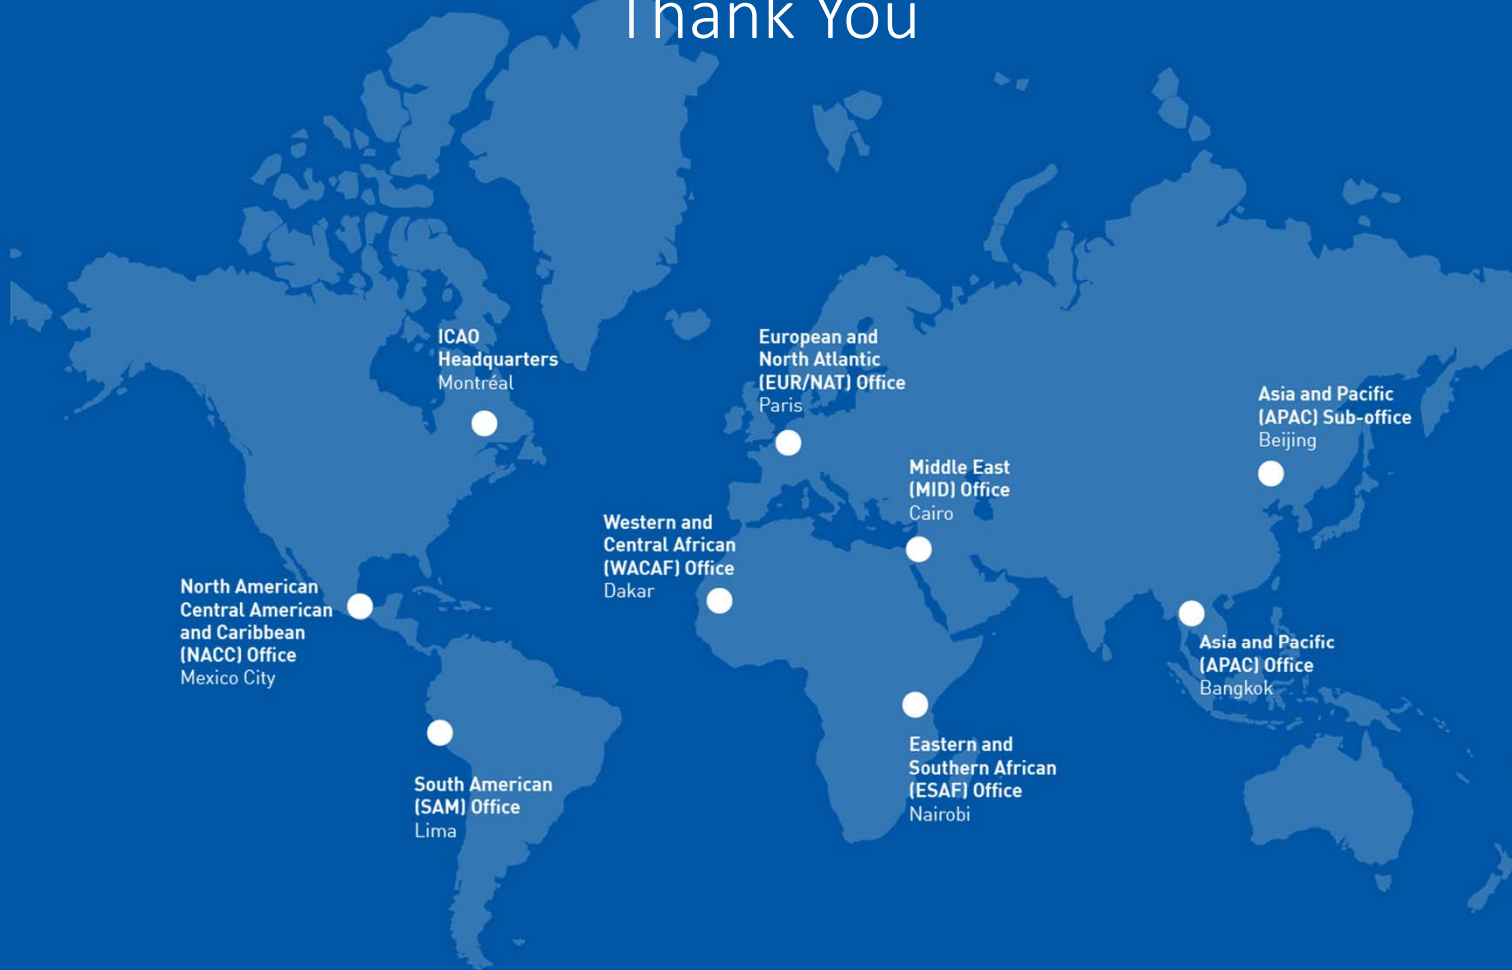 Thank You
ICAO
Headquarters
Montréal
European and
North Atlantic
(EUR/NAT) Office
Paris
Asia and Pacific
(APAC) Sub-office
Beijing
Middle East
(MID) Office
Cairo
Western and
Central African
(WACAF) Office
Dakar
North American
Central American
and Caribbean
(NACC) Office
Mexico City
Asia and Pacific
(APAC) Office
Bangkok
South American
(SAM) Office
Lima
Eastern and
Southern African
(ESAF) Office
Nairobi